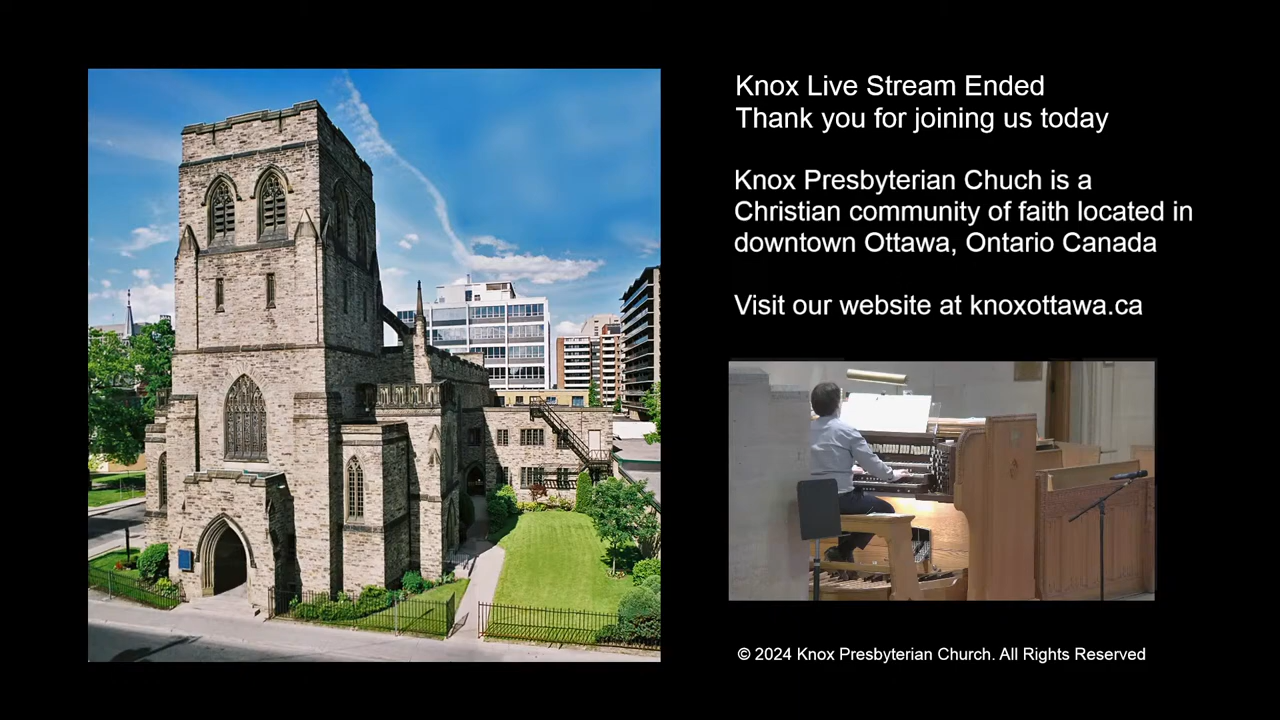 Knox Live Stream Ended
Thank you for joining us today
Knox Presbyterian Chuch is a
Christian community of faith located in
downtown Ottawa, Ontario Canada
Visit our website at knoxottawa.ca
© 2024 Knox Presbyterian Church. All Rights Reserved